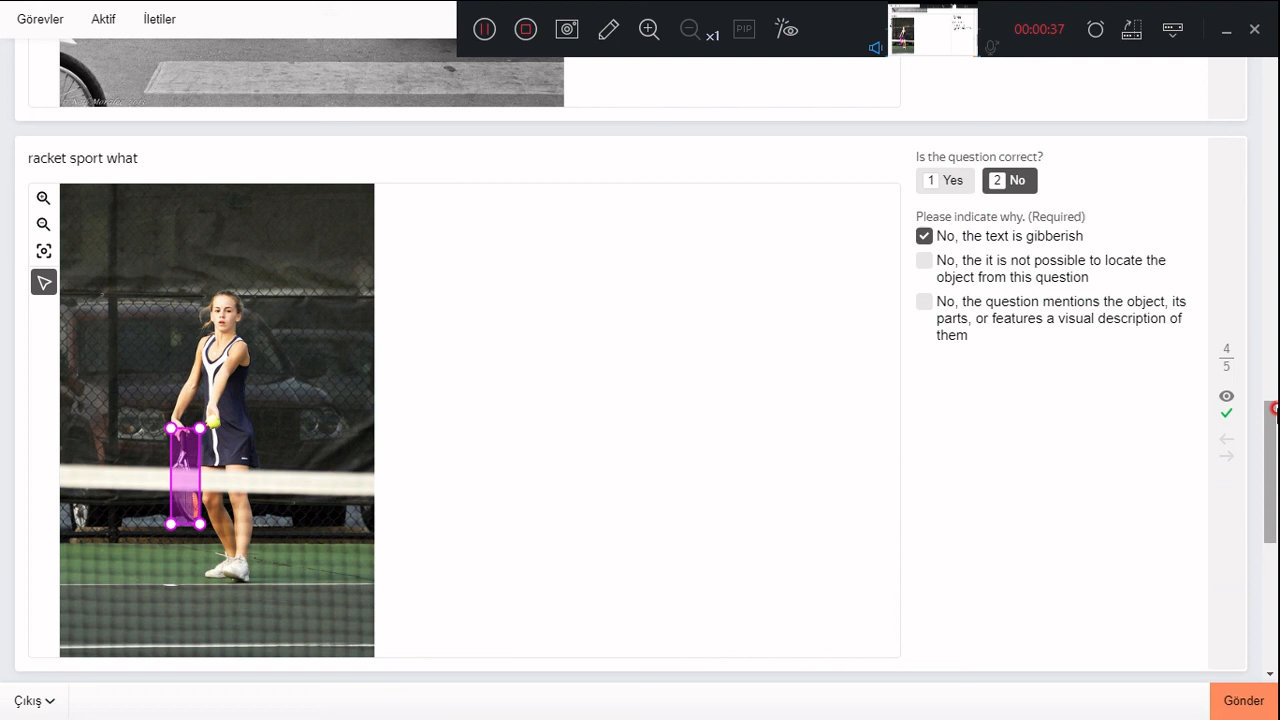 Görevler Aktif İletiler
x1 PIP 00:00:37
racket sport what
Is the question correct?
1 Yes 2 No
Please indicate why. (Required)
No, the text is gibberish
No, the it is not possible to locate the
object from this question
No, the question mentions the object, its
parts, or features a visual description of
them
4
5
Çıkış Gönder